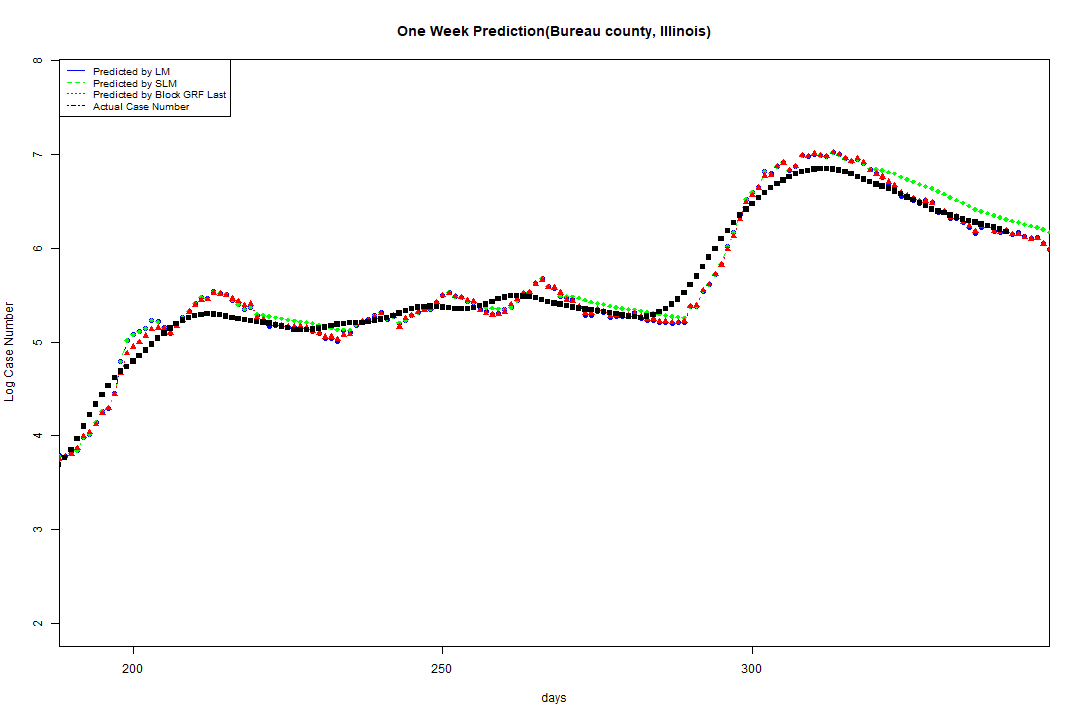 One Week Prediction(Bureau county, Illinois)
Predicted by LM
Predicted by SLM
Predicted by Block GRF Last
Actual Case Number
8
7
6
5
4
3
2
Log Case Number
200
250
300
days